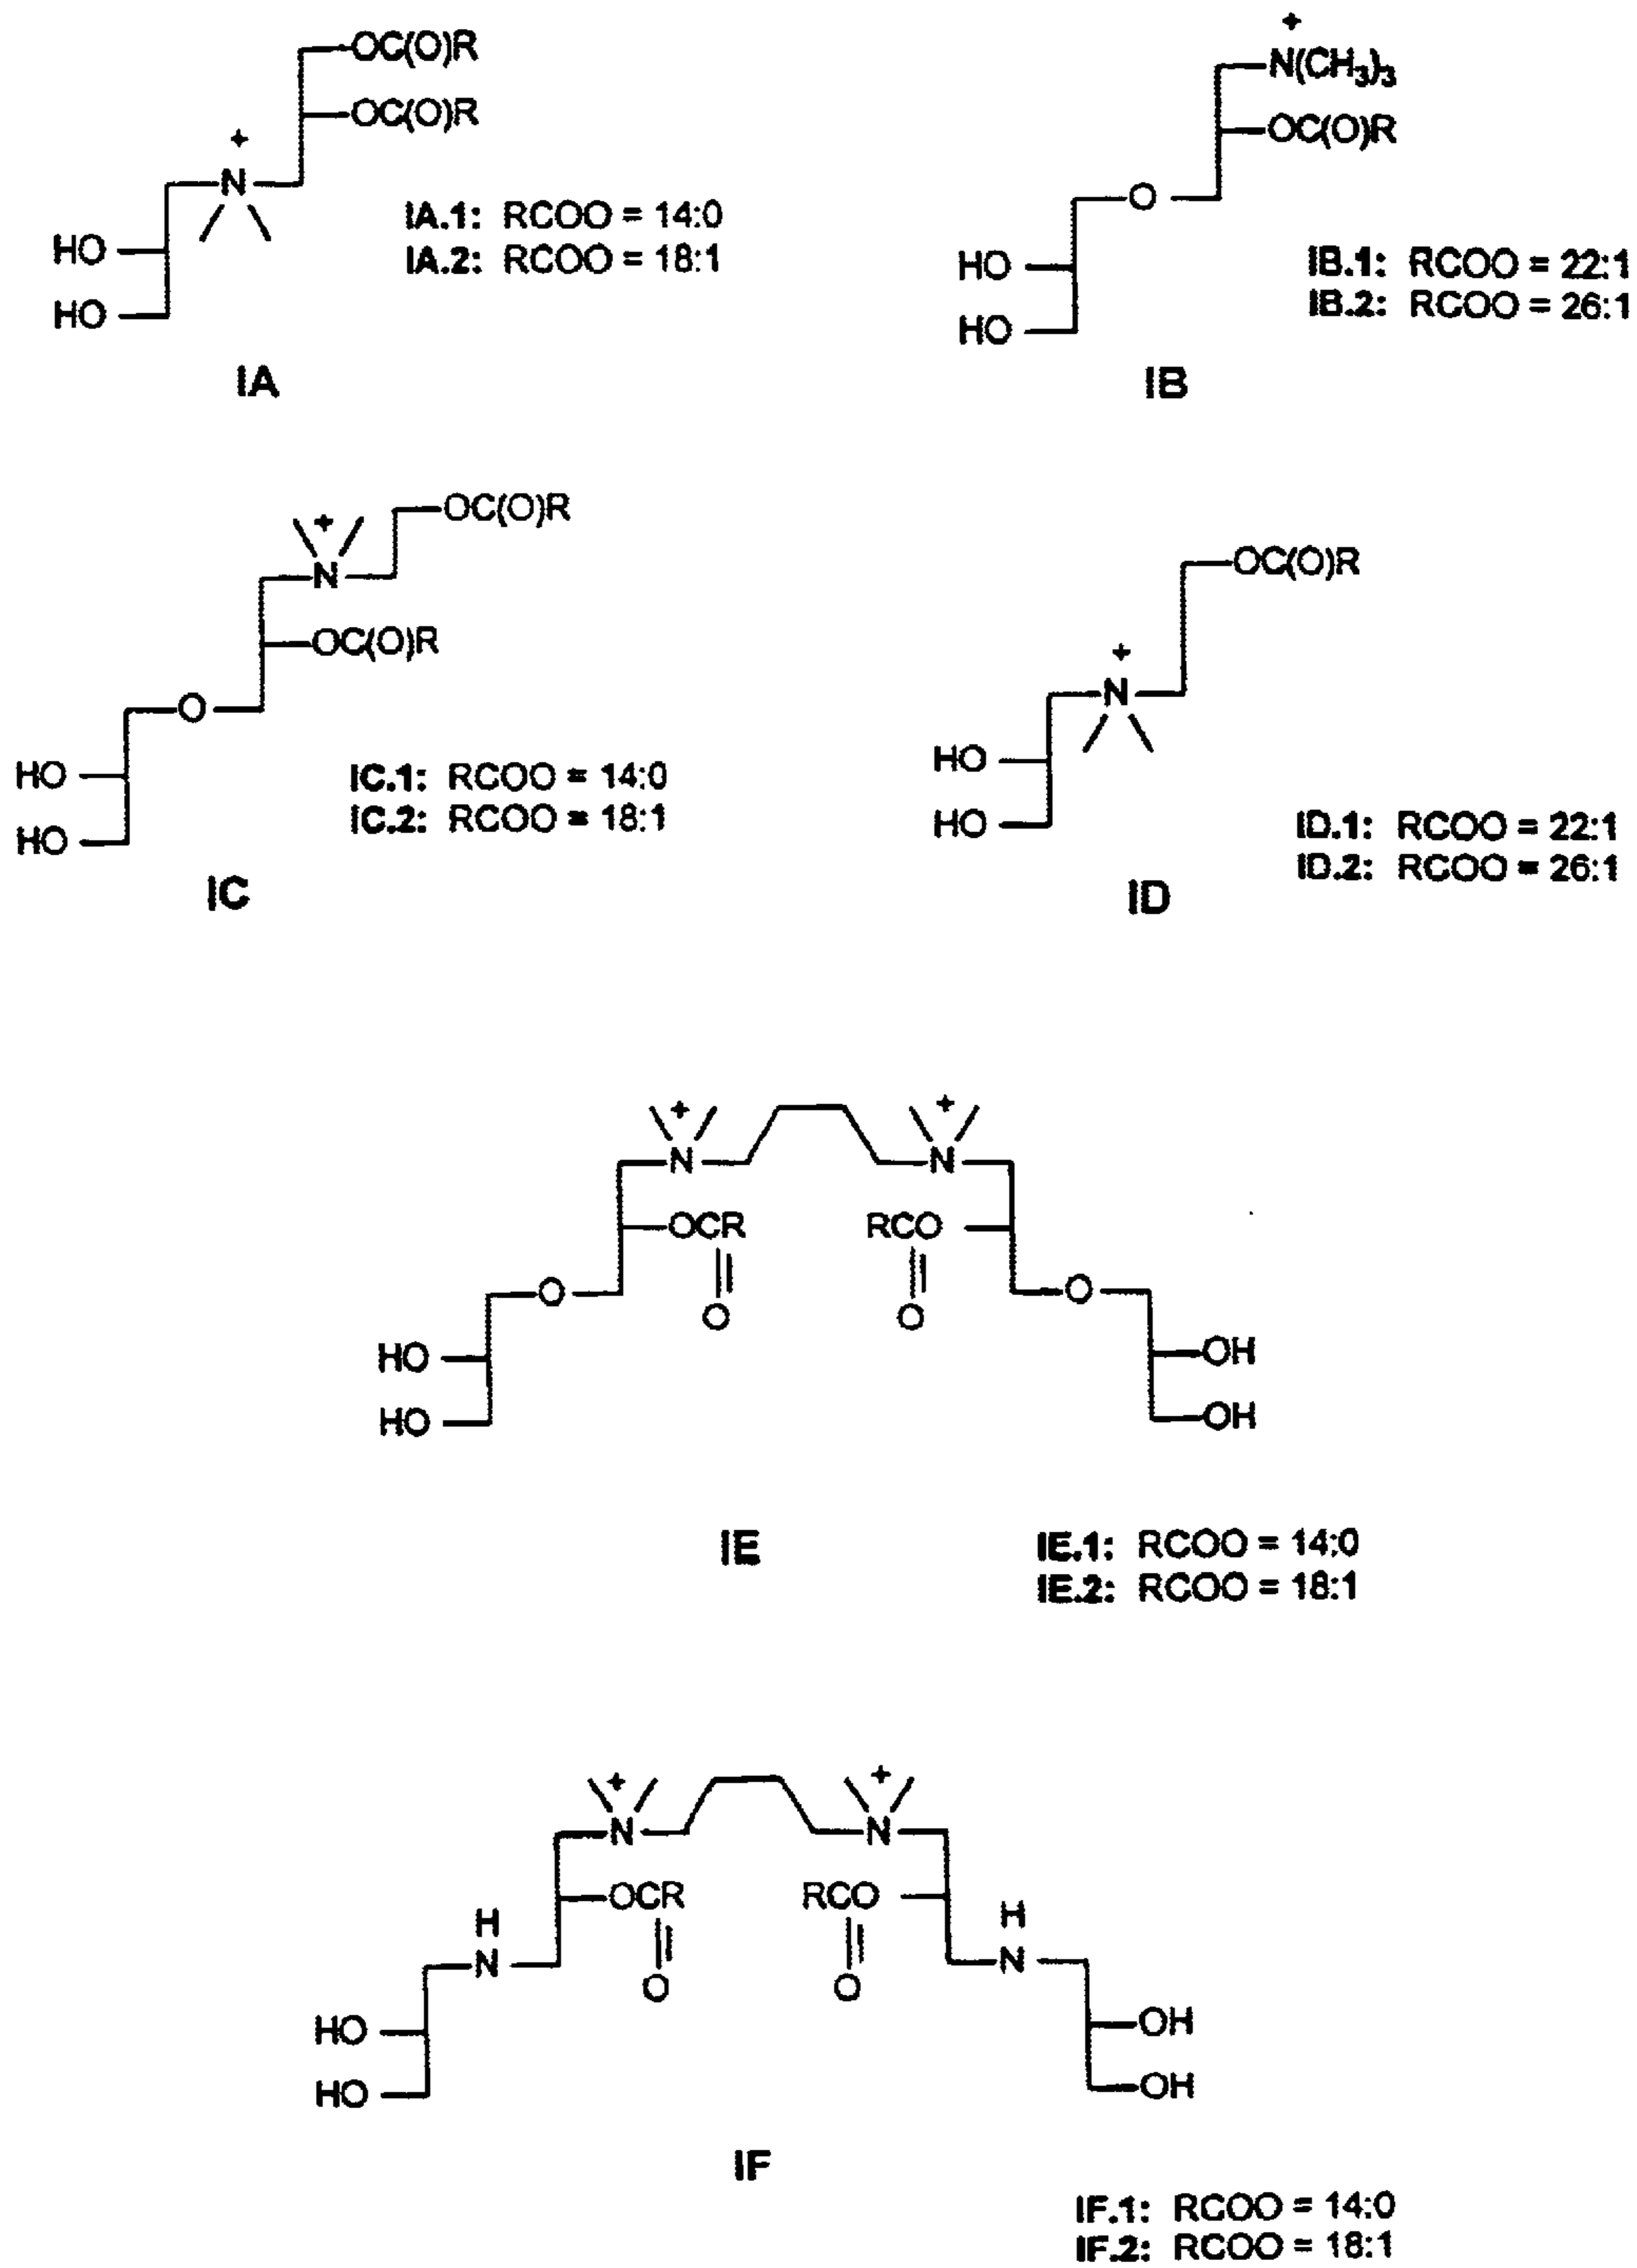 OC(O)R
OC(O)R
+
N
HO
HO
IA.1: RCOO = 14:0
IA.2: RCOO = 18:1
IA
+
N(CH₃)₃
OC(O)R
O
HO
HO
IB.1: RCOO = 22:1
IB.2: RCOO = 26:1
IB
OC(O)R
+
N
OC(O)R
O
HO
HO
IC.1: RCOO = 14:0
IC.2: RCOO = 18:1
IC
OC(O)R
+
N
HO
HO
ID.1: RCOO = 22:1
ID.2: RCOO = 26:1
ID
+ +
N N
OCR RCO
O O
O O
HO OH
HO OH
IE
IE.1: RCOO = 14:0
IE.2: RCOO = 18:1
+ +
N N
OCR RCO
H H
N N
O O
HO OH
HO OH
IF
IF.1: RCOO = 14:0
IF.2: RCOO = 18:1